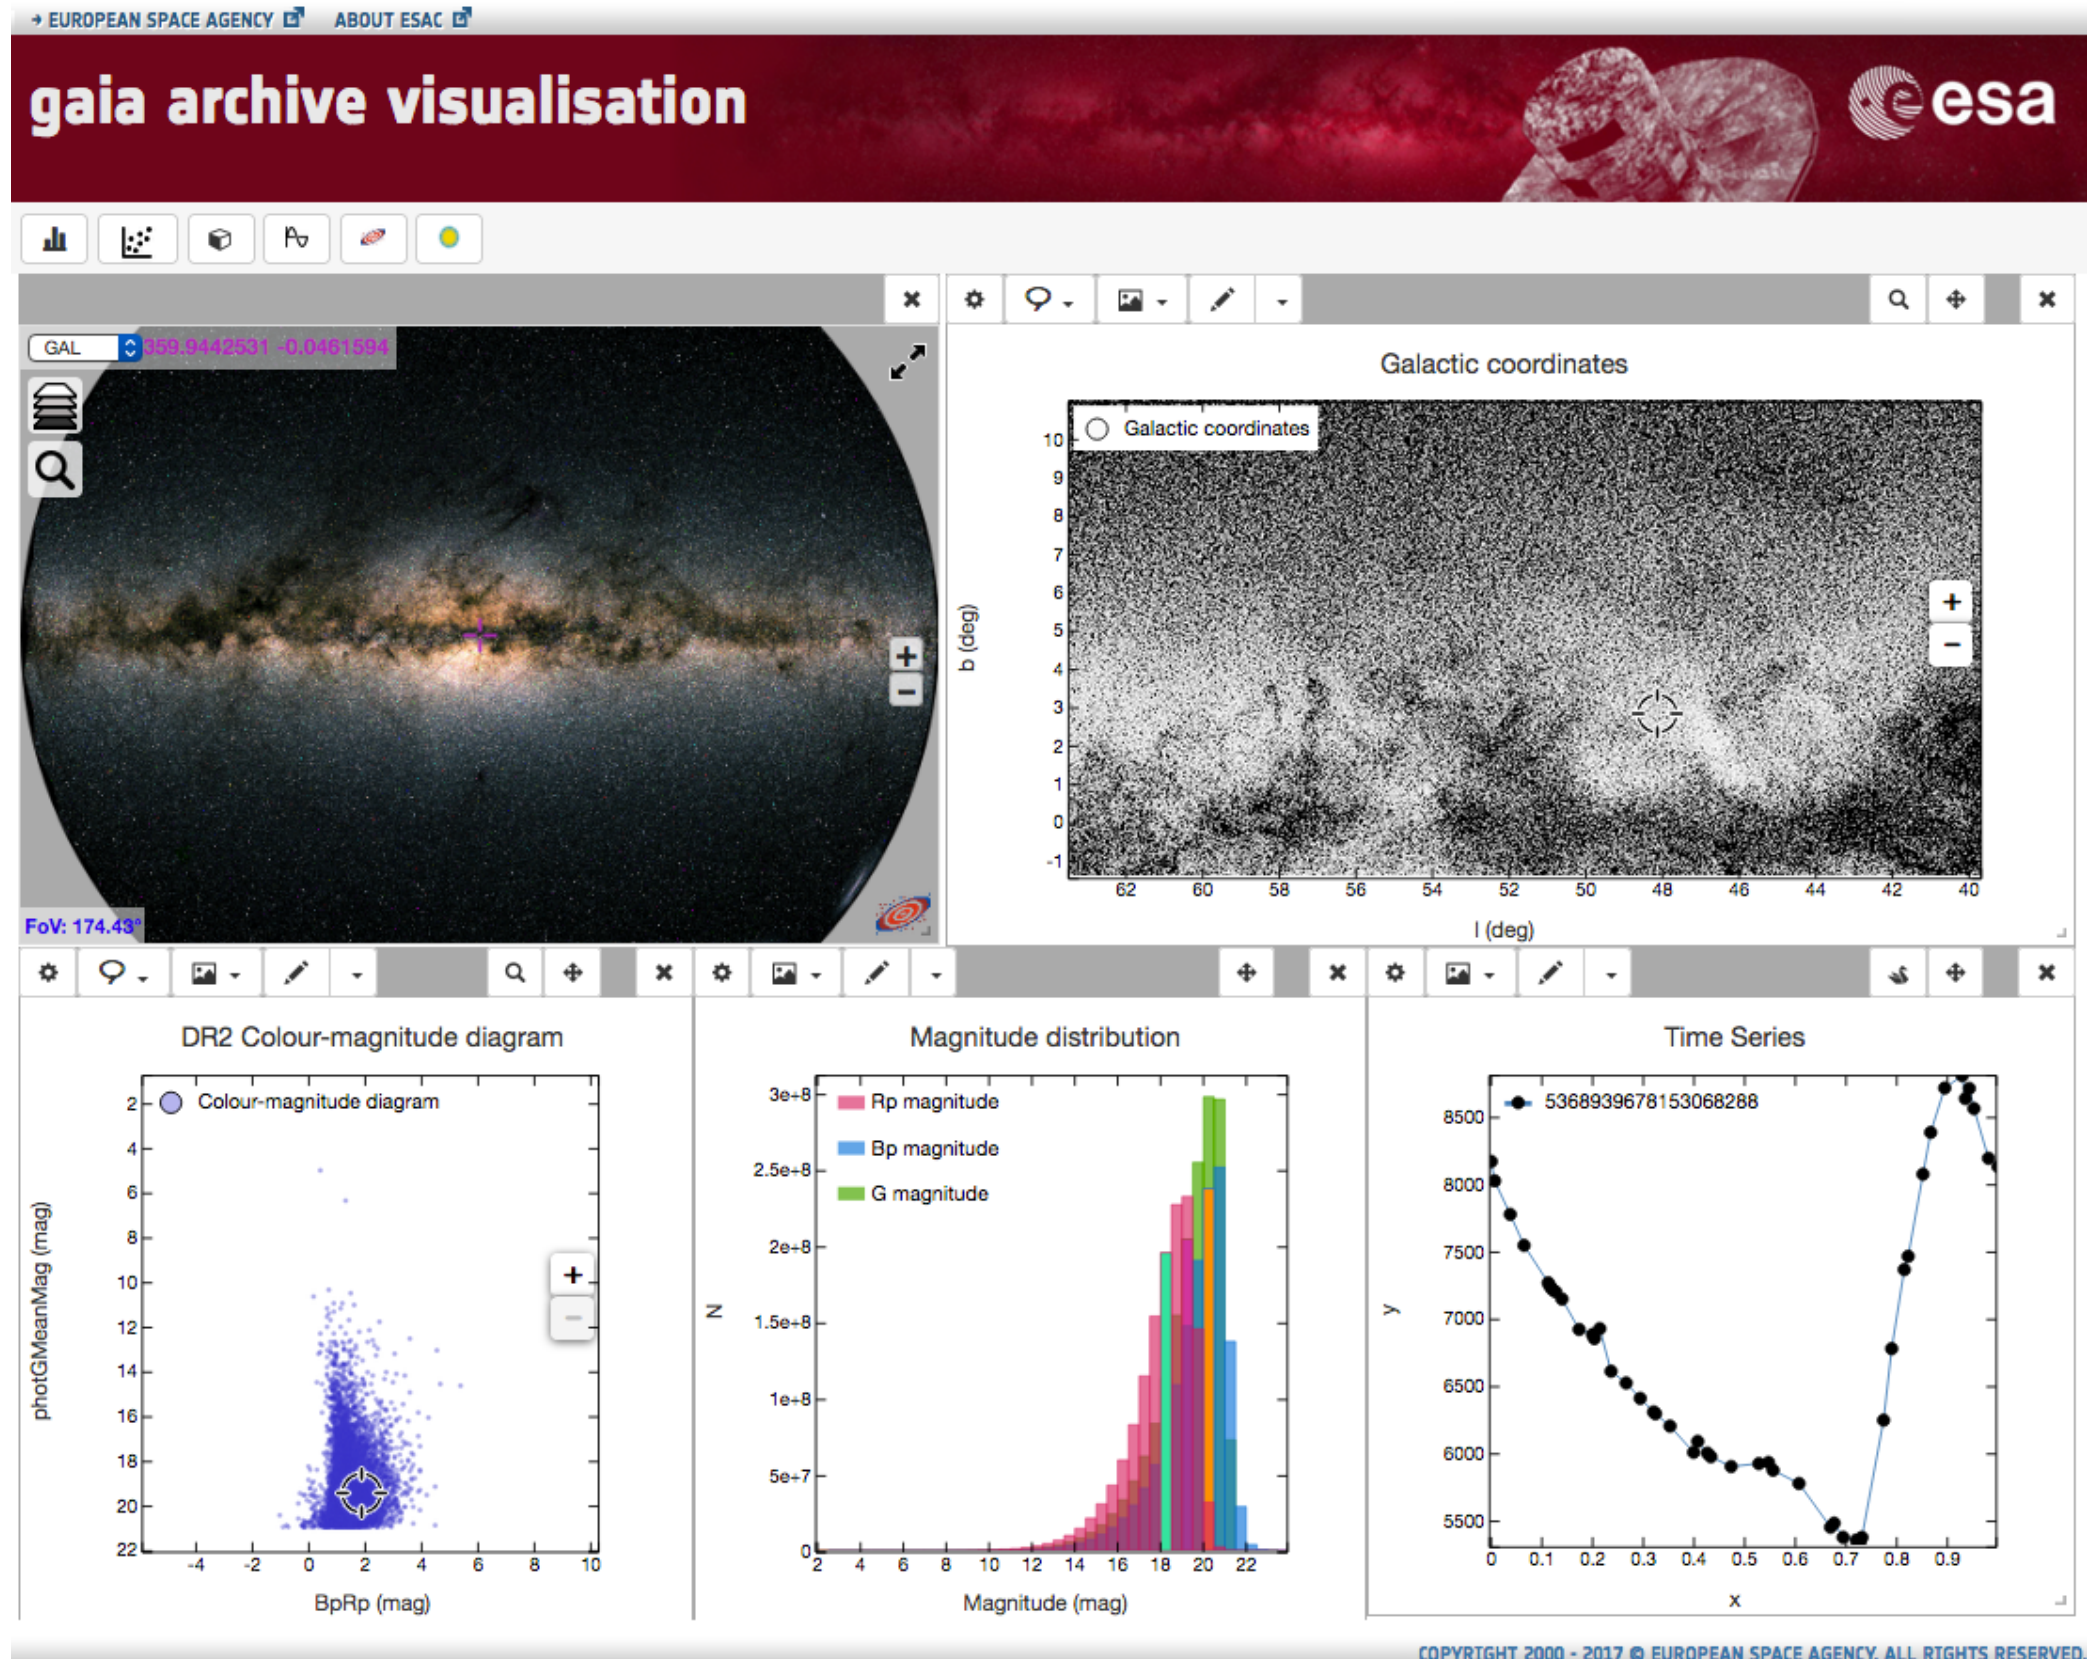 → EUROPEAN SPACE AGENCY ABOUT ESAC
gaia archive visualisation
esa
GAL 359.9442531 -0.0461594
FoV: 174.43°
Galactic coordinates
Galactic coordinates
b (deg)
10
9
8
7
6
5
4
3
2
1
0
-1
62 60 58 56 54 52 50 48 46 44 42 40
l (deg)
+
−
+
−
DR2 Colour-magnitude diagram
Colour-magnitude diagram
photGMeanMag (mag)
2
4
6
8
10
12
14
16
18
20
22
-4 -2 0 2 4 6 8 10
BpRp (mag)
+
−
Magnitude distribution
Rp magnitude
Bp magnitude
G magnitude
N
3e+8
2.5e+8
2e+8
1.5e+8
1e+8
5e+7
0
2 4 6 8 10 12 14 16 18 20 22
Magnitude (mag)
Time Series
5368939678153068288
y
8500
8000
7500
7000
6500
6000
5500
0 0.1 0.2 0.3 0.4 0.5 0.6 0.7 0.8 0.9
x
COPYRIGHT 2000 - 2017 © EUROPEAN SPACE AGENCY. ALL RIGHTS RESERVED.